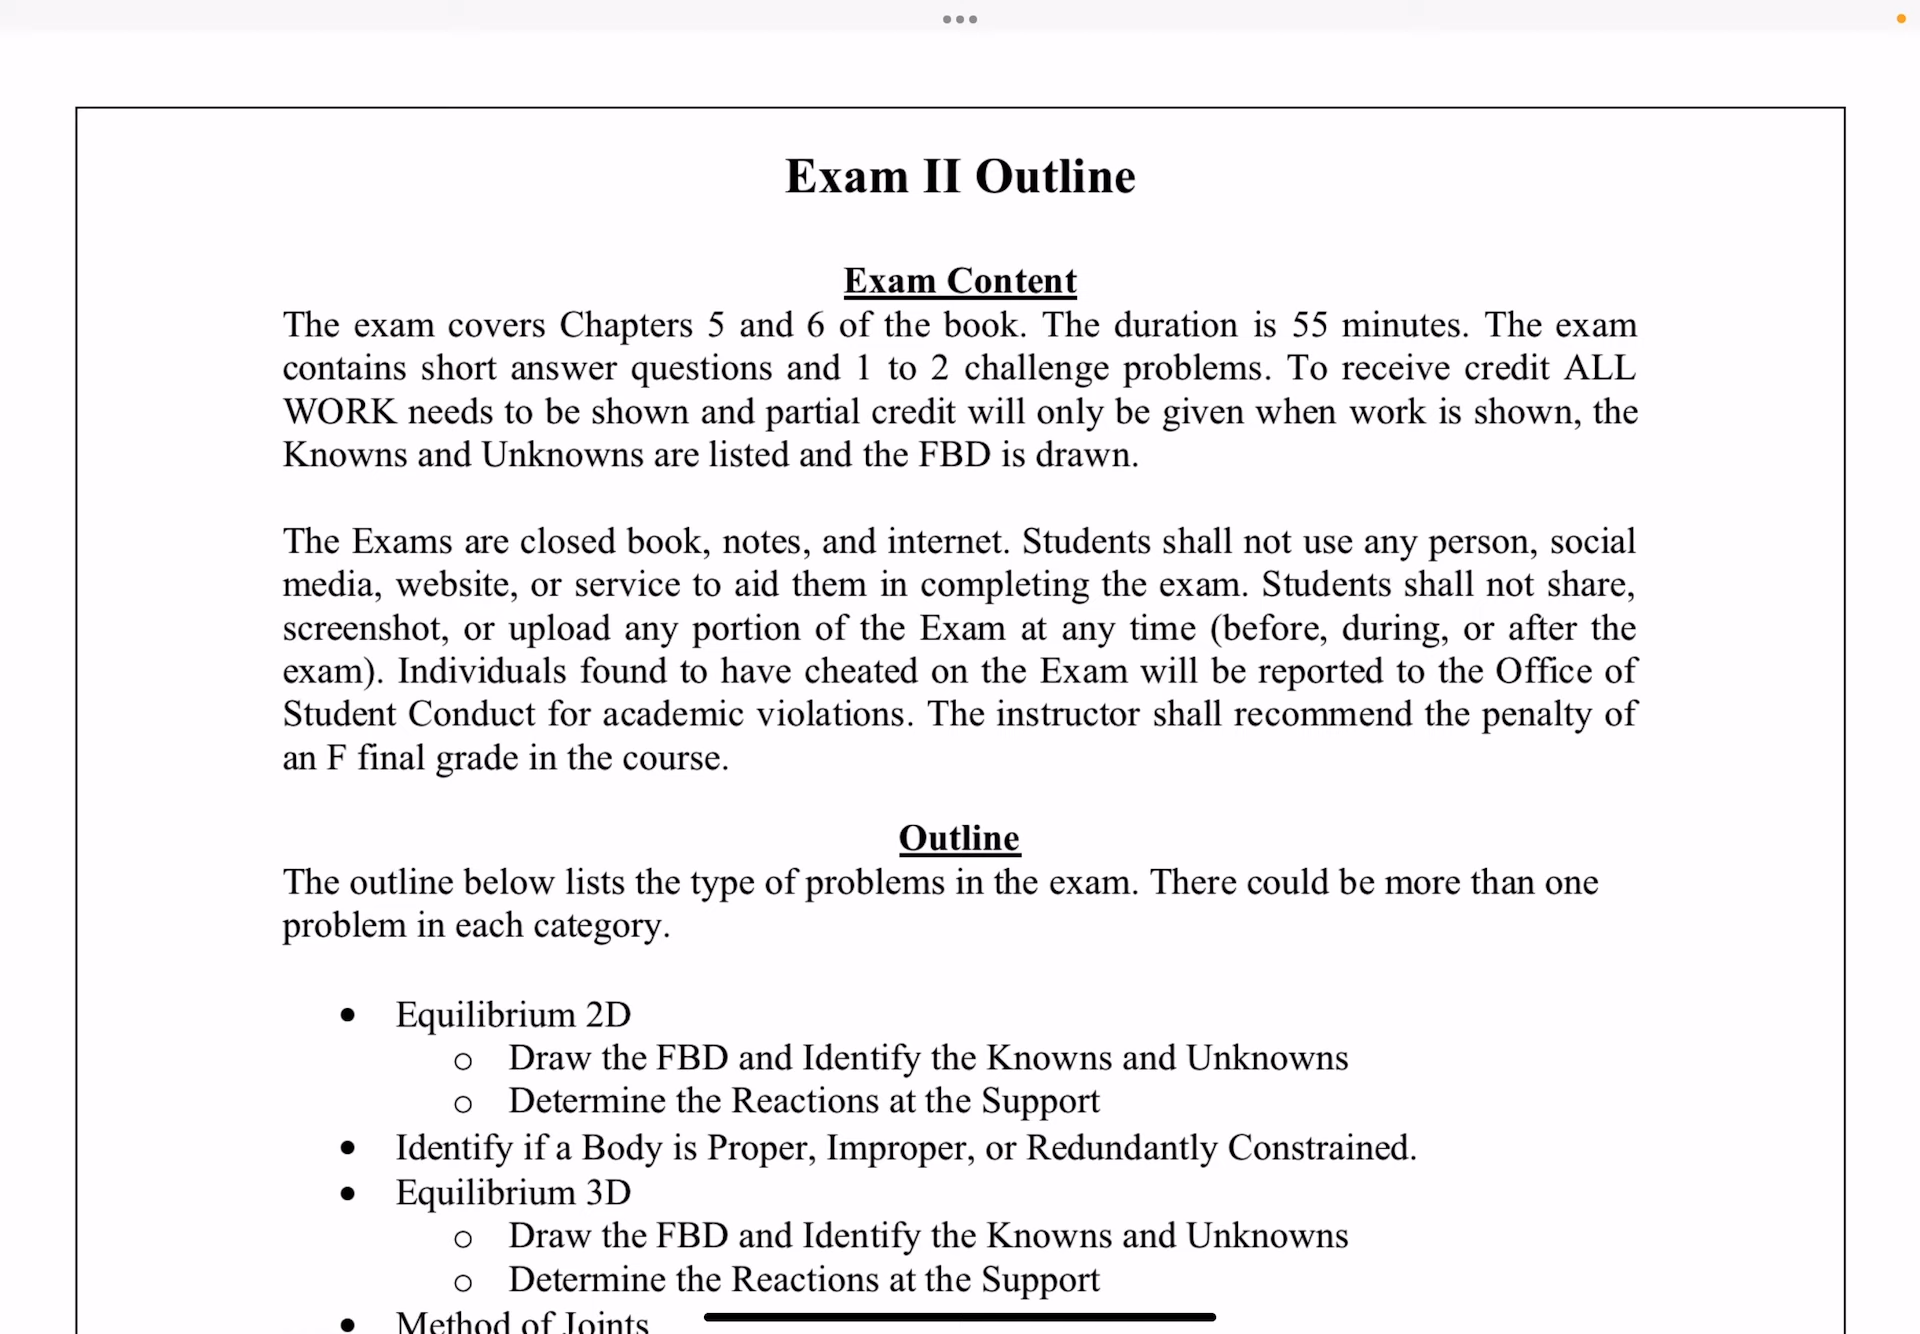 Exam II Outline
Exam Content
The exam covers Chapters 5 and 6 of the book. The duration is 55 minutes. The exam
contains short answer questions and 1 to 2 challenge problems. To receive credit ALL
WORK needs to be shown and partial credit will only be given when work is shown, the
Knowns and Unknowns are listed and the FBD is drawn.
The Exams are closed book, notes, and internet. Students shall not use any person, social
media, website, or service to aid them in completing the exam. Students shall not share,
screenshot, or upload any portion of the Exam at any time (before, during, or after the
exam). Individuals found to have cheated on the Exam will be reported to the Office of
Student Conduct for academic violations. The instructor shall recommend the penalty of
an F final grade in the course.
Outline
The outline below lists the type of problems in the exam. There could be more than one
problem in each category.
• Equilibrium 2D
o Draw the FBD and Identify the Knowns and Unknowns
o Determine the Reactions at the Support
• Identify if a Body is Proper, Improper, or Redundantly Constrained.
• Equilibrium 3D
o Draw the FBD and Identify the Knowns and Unknowns
o Determine the Reactions at the Support
• Method of Joints